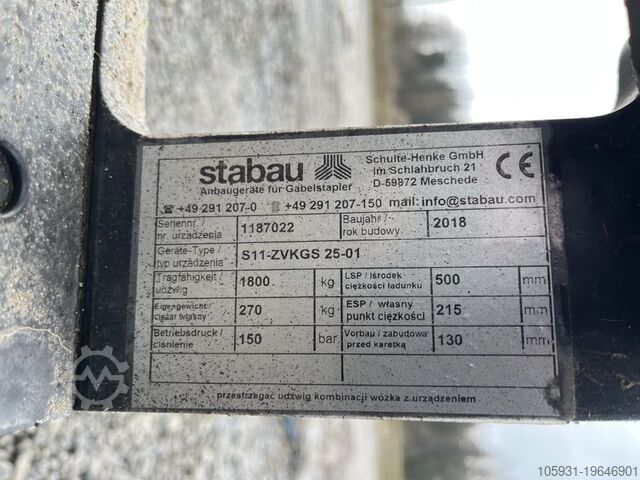 stabau
Anbaugeräte für Gabelstapler
Schulte-Henke GmbH
Im Schlahbruch 21
D-59872 Meschede
CE
+49 291 207-0 +49 291 207-150 mail: info@stabau.com
Seriennr. / nr. urządzenia 1187022 Baujahr / rok budowy 2018
Geräte-Type / typ urządzenia S11-ZVKGS 25-01
Tragfähigkeit / udźwig 1800 kg LSP / środek ciężkości ładunku 500 mm
Eigengewicht / ciężar własny 270 kg ESP / własny punkt ciężkości 215 mm
Betriebsdruck / ciśnienie 150 bar Vorbau / zabudowa przed karetką 130 mm
przestrzegać udźwig kombinacji wózka z urządzeniem
105931-19646901